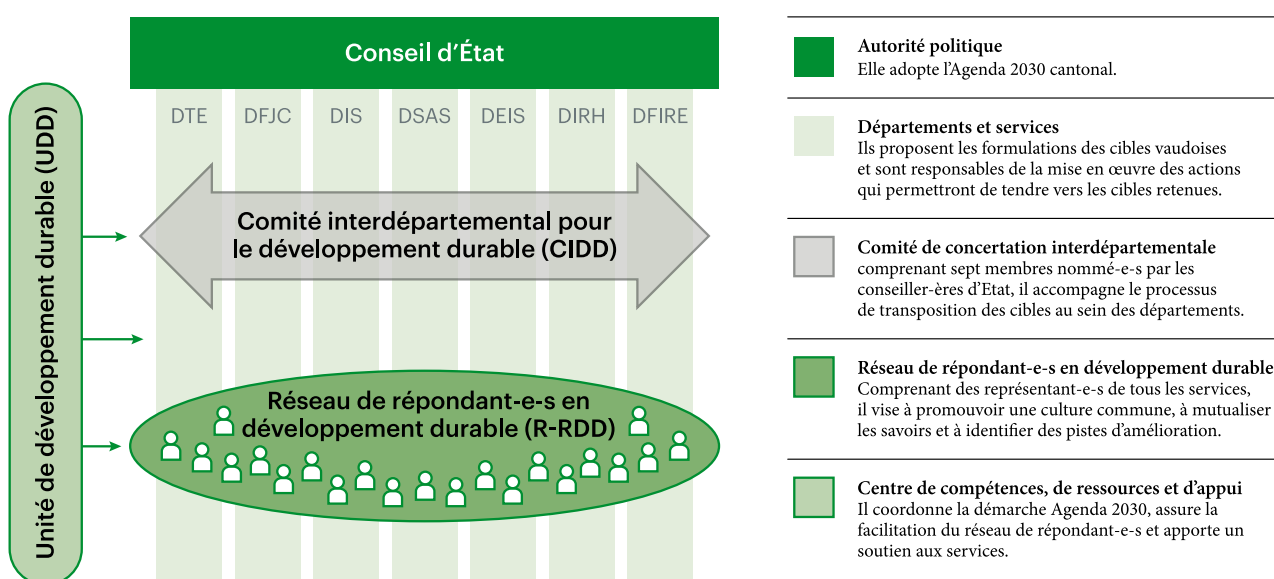 Conseil d’État
DTE
DFJC
DIS
DSAS
DEIS
DIRH
DFIRE
Unité de développement durable (UDD)
Comité interdépartemental pour
le développement durable (CIDD)
Réseau de répondant-e-s en
développement durable (R-RDD)
Autorité politique
Elle adopte l’Agenda 2030 cantonal.
Départements et services
Ils proposent les formulations des cibles vaudoises
et sont responsables de la mise en œuvre des actions
qui permettront de tendre vers les cibles retenues.
Comité de concertation interdépartementale
comprenant sept membres nommé-e-s par les
conseiller-ères d’Etat, il accompagne le processus
de transposition des cibles au sein des départements.
Réseau de répondant-e-s en développement durable
Comprenant des représentant-e-s de tous les services,
il vise à promouvoir une culture commune, à mutualiser
les savoirs et à identifier des pistes d’amélioration.
Centre de compétences, de ressources et d’appui
Il coordonne la démarche Agenda 2030, assure la
facilitation du réseau de répondant-e-s et apporte un
soutien aux services.